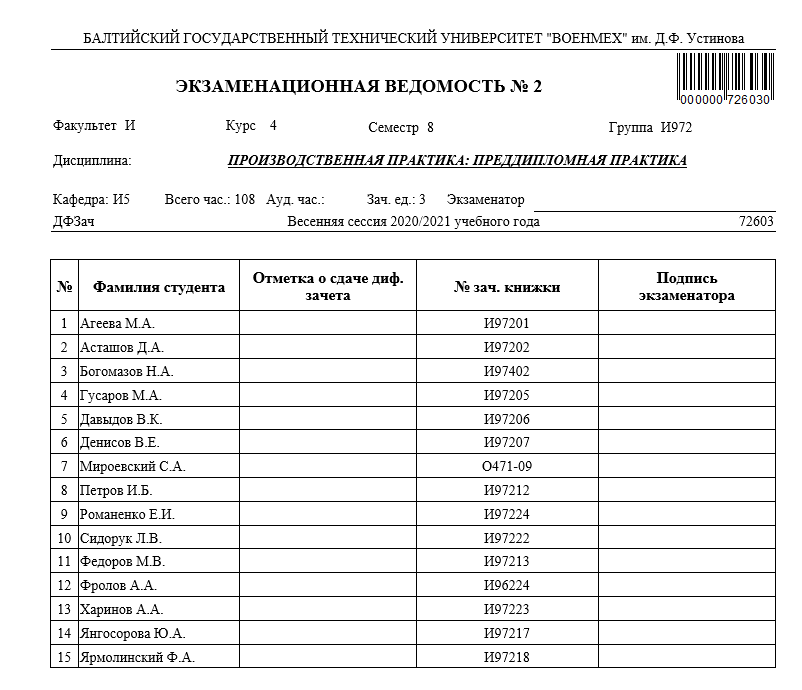 БАЛТИЙСКИЙ ГОСУДАРСТВЕННЫЙ ТЕХНИЧЕСКИЙ УНИВЕРСИТЕТ "ВОЕНМЕХ" им. Д.Ф. Устинова
ЭКЗАМЕНАЦИОННАЯ ВЕДОМОСТЬ № 2
000000 726030
Факультет И Курс 4 Семестр 8 Группа И972
Дисциплина: ПРОИЗВОДСТВЕННАЯ ПРАКТИКА: ПРЕДДИПЛОМНАЯ ПРАКТИКА
Кафедра: И5 Всего час.: 108 Ауд. час.: Зач. ед.: 3 Экзаменатор
ДФЗач Весенняя сессия 2020/2021 учебного года 72603
№ Фамилия студента Отметка о сдаче диф. зачета № зач. книжки Подпись экзаменатора
1 Агеева М.А. И97201
2 Асташов Д.А. И97202
3 Богомазов Н.А. И97402
4 Гусаров М.А. И97205
5 Давыдов В.К. И97206
6 Денисов В.Е. И97207
7 Мироевский С.А. О471-09
8 Петров И.Б. И97212
9 Романенко Е.И. И97224
10 Сидорук Л.В. И97222
11 Федоров М.В. И97213
12 Фролов А.А. И96224
13 Харинов А.А. И97223
14 Янгосорова Ю.А. И97217
15 Ярмолинский Ф.А. И97218